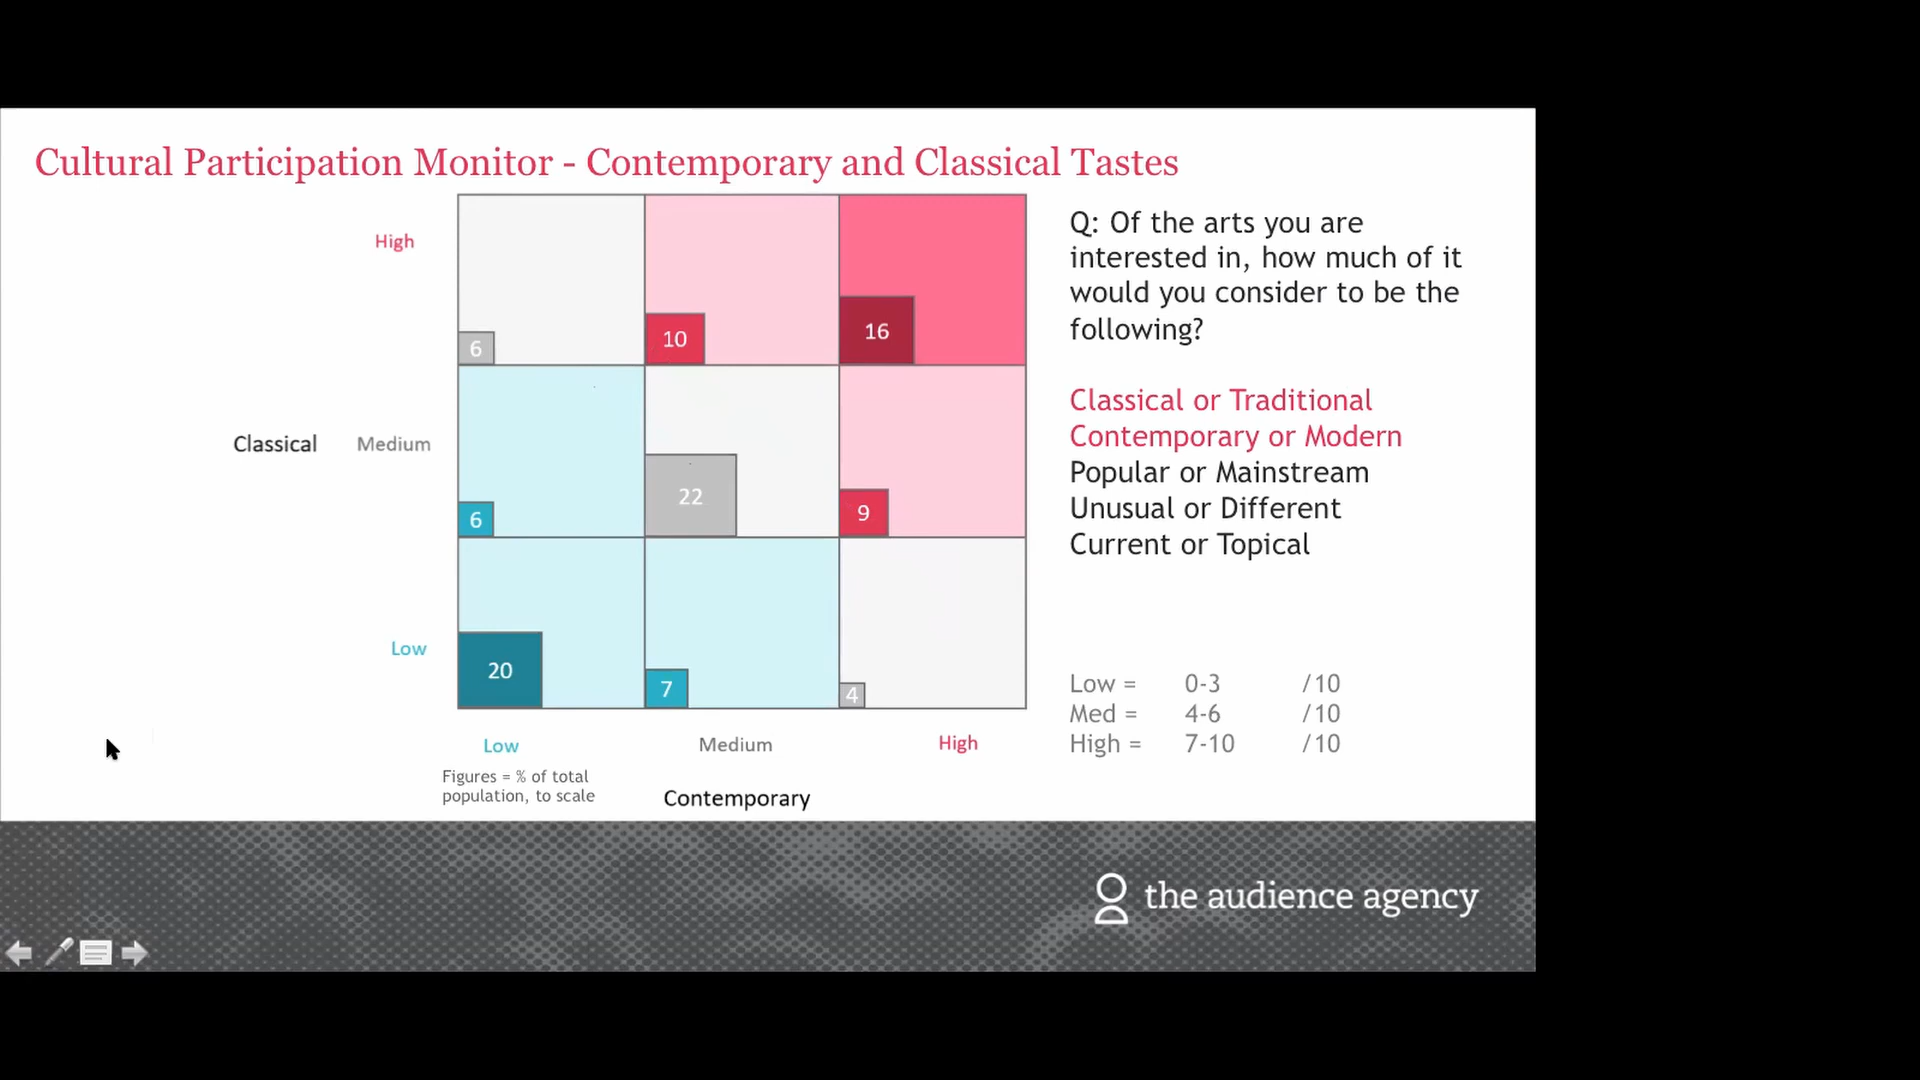 Cultural Participation Monitor - Contemporary and Classical Tastes
High
6
10
16
Classical
Medium
6
22
9
Low
20
7
4
Low
Medium
High
Figures = % of total
population, to scale
Contemporary
Q: Of the arts you are
interested in, how much of it
would you consider to be the
following?
Classical or Traditional
Contemporary or Modern
Popular or Mainstream
Unusual or Different
Current or Topical
Low = 0-3 /10
Med = 4-6 /10
High = 7-10 /10
the audience agency